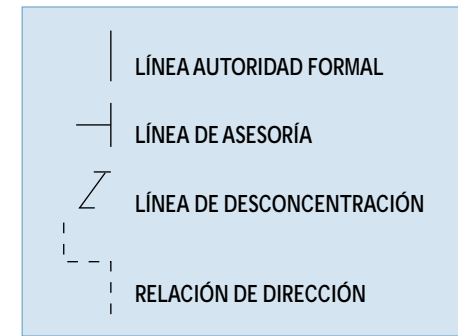 LÍNEA AUTORIDAD FORMAL
LÍNEA DE ASESORÍA
LÍNEA DE DESCONCENTRACIÓN
RELACIÓN DE DIRECCIÓN